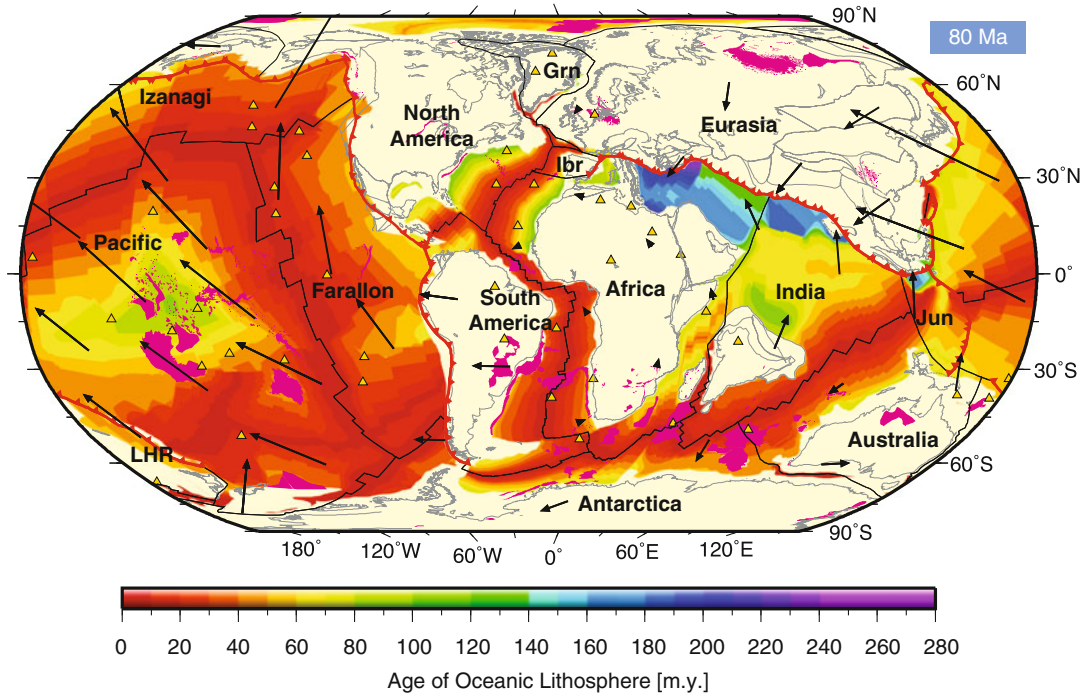 90˚N
80 Ma
Grn
60˚N
Izanagi
North
America
Eurasia
Ibr
30˚N
Pacific
0˚
Farallon
South
America
Africa
India
Jun
30˚S
LHR
Australia
60˚S
Antarctica
90˚S
180˚ 120˚W 60˚W 0˚ 60˚E 120˚E
0 20 40 60 80 100 120 140 160 180 200 220 240 260 280
Age of Oceanic Lithosphere [m.y.]